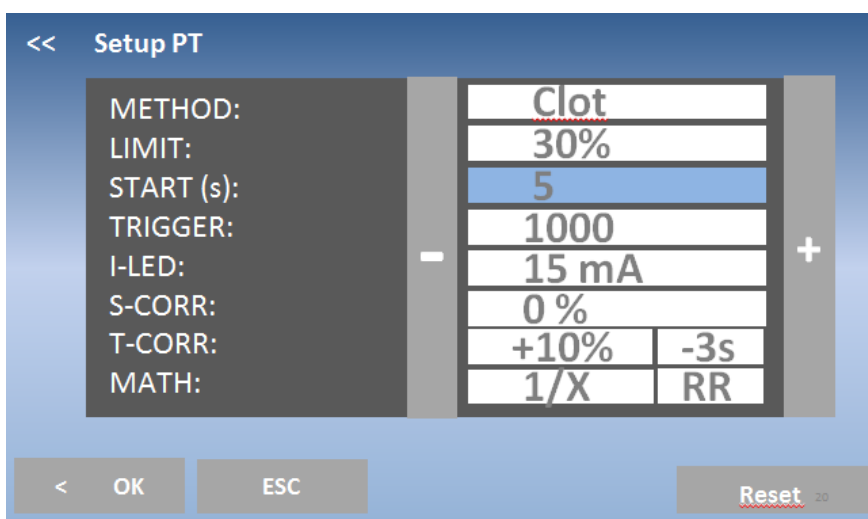 << Setup PT
METHOD: Clot
LIMIT: 30%
START (s): 5
TRIGGER: 1000
I-LED: 15 mA
S-CORR: 0 %
T-CORR: +10% -3s
MATH: 1/X RR
- +
< OK ESC Reset 20